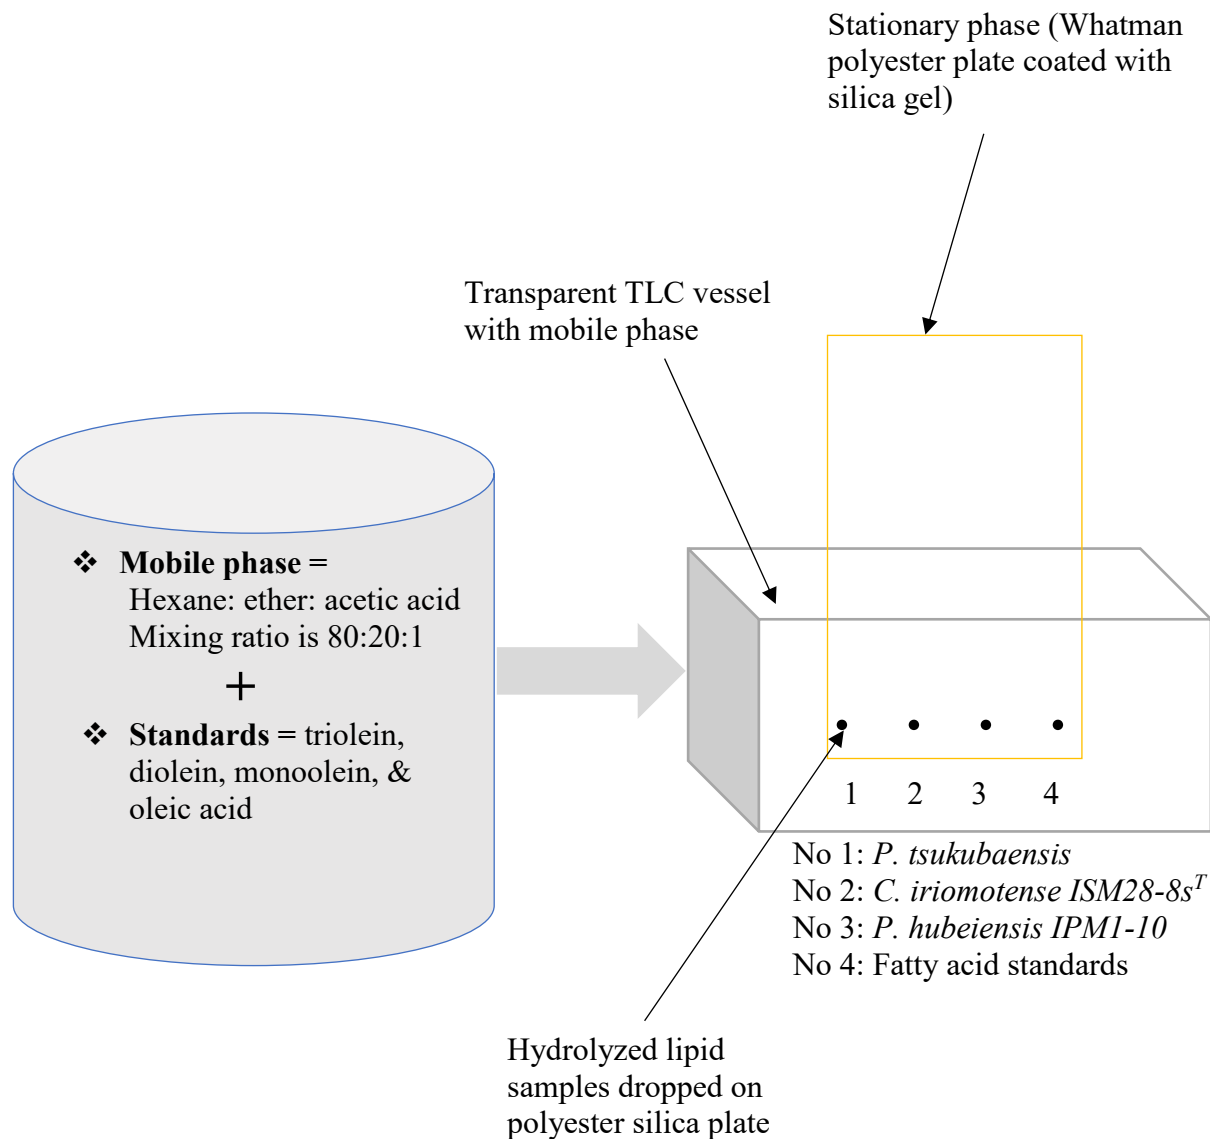 Stationary phase (Whatman
polyester plate coated with
silica gel)
Transparent TLC vessel
with mobile phase
❖ Mobile phase =
Hexane: ether: acetic acid
Mixing ratio is 80:20:1
+
❖ Standards = triolein,
diolein, monoolein, &
oleic acid
1 2 3 4
No 1: P. tsukubaensis
No 2: C. iriomotense ISM28-8sᵀ
No 3: P. hubeiensis IPM1-10
No 4: Fatty acid standards
Hydrolyzed lipid
samples dropped on
polyester silica plate